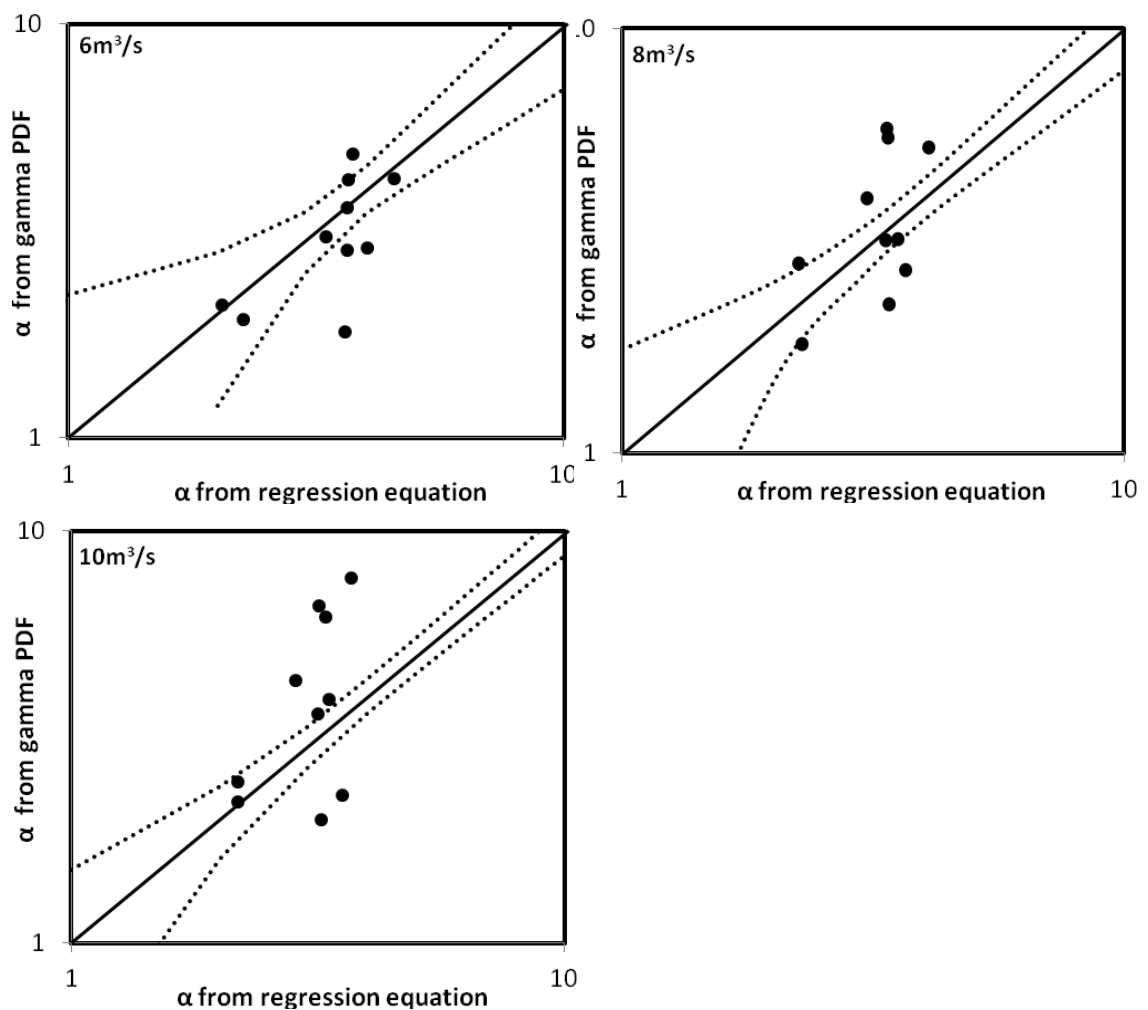 10
6m³/s
α from gamma PDF
1
1
10
α from regression equation
.0
8m³/s
α from gamma PDF
1
1
10
α from regression equation
10
10m³/s
α from gamma PDF
1
1
10
α from regression equation